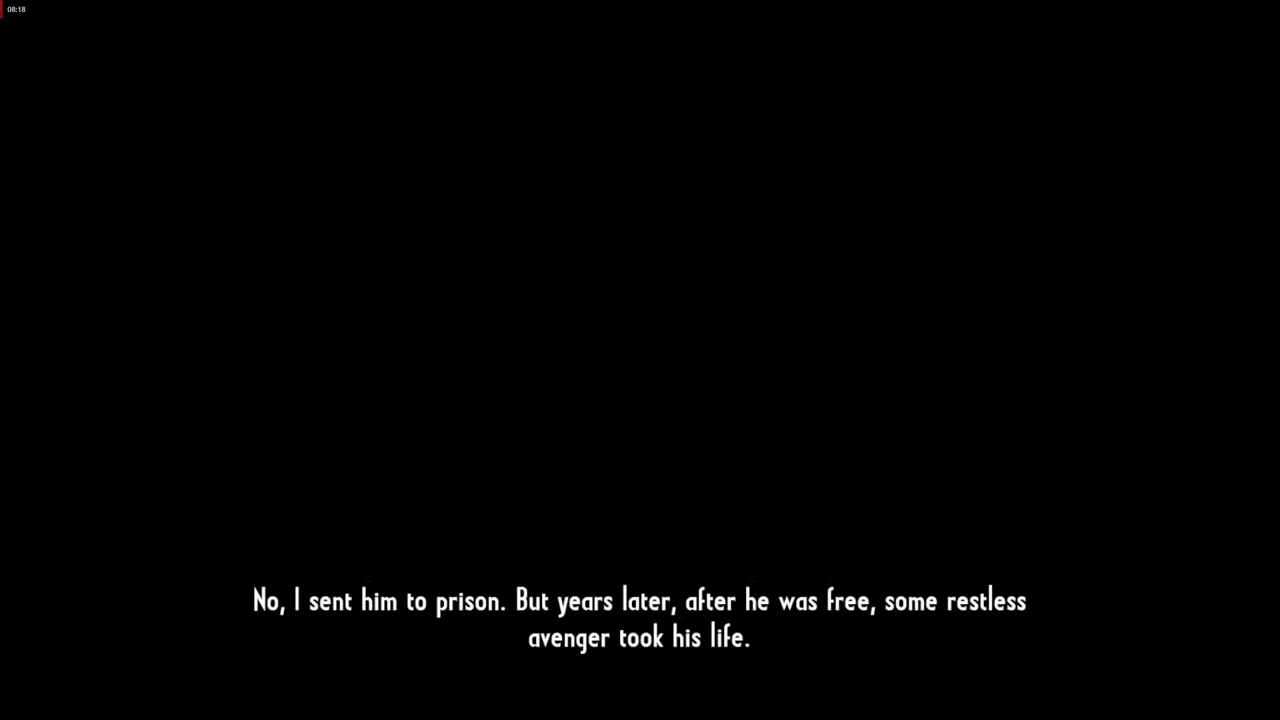 08:18
No, I sent him to prison. But years later, after he was free, some restless
avenger took his life.